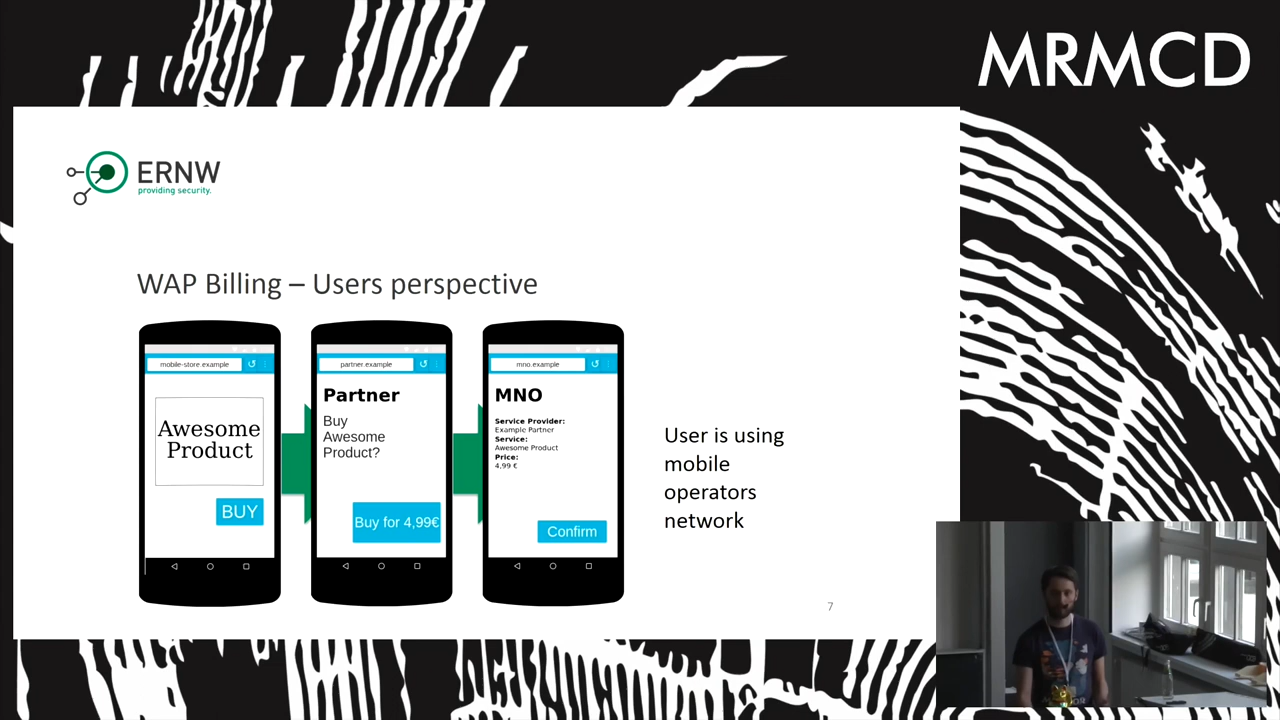 MRMCD
ERNW
providing security.
WAP Billing – Users perspective
mobile-store.example
Awesome
Product
BUY
partner.example
Partner
Buy
Awesome
Product?
Buy for 4,99€
mno.example
MNO
Service Provider:
Example Partner
Service:
Awesome Product
Price:
4,99 €
Confirm
User is using
mobile
operators
network
7